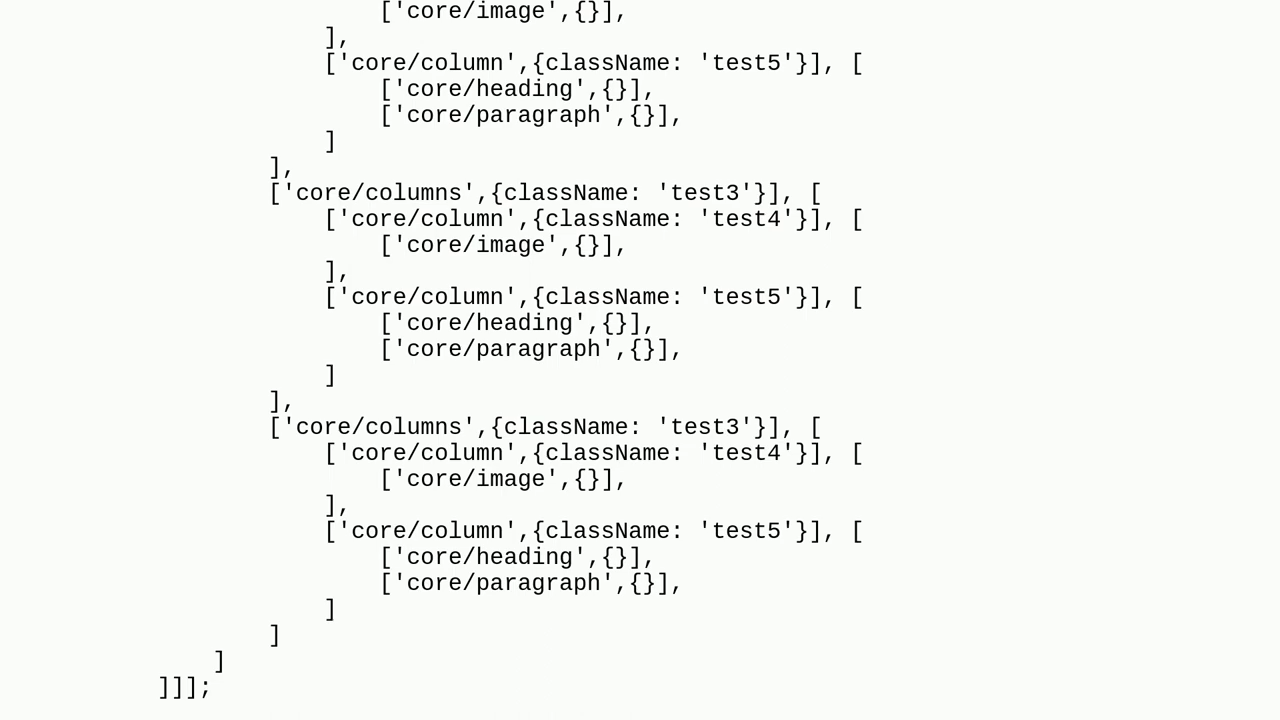 ['core/image',{}],
],
['core/column',{className: 'test5'}], [
['core/heading',{}],
['core/paragraph',{}],
]
],
['core/columns',{className: 'test3'}], [
['core/column',{className: 'test4'}], [
['core/image',{}],
],
['core/column',{className: 'test5'}], [
['core/heading',{}],
['core/paragraph',{}],
]
],
['core/columns',{className: 'test3'}], [
['core/column',{className: 'test4'}], [
['core/image',{}],
],
['core/column',{className: 'test5'}], [
['core/heading',{}],
['core/paragraph',{}],
]
]
]
]]];